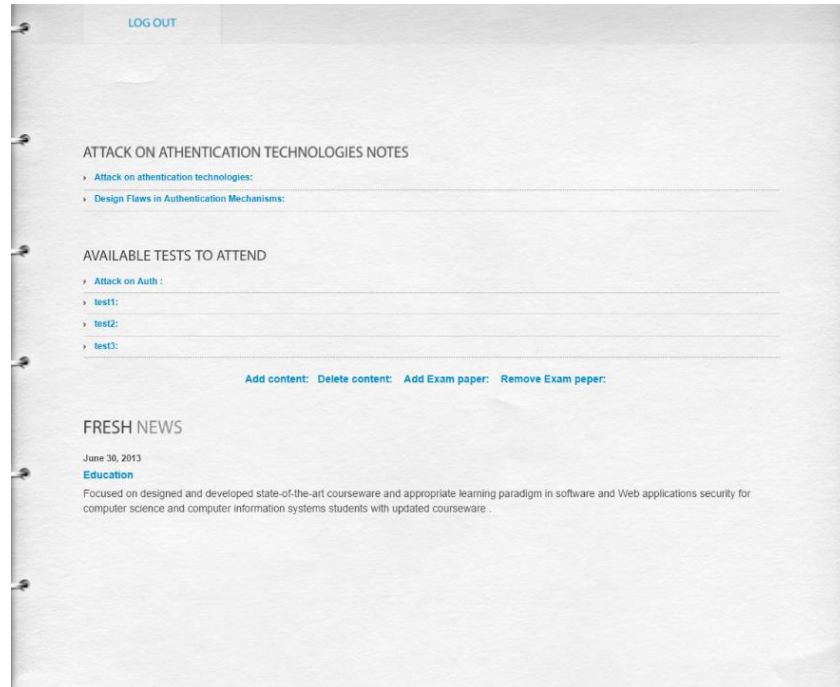 LOG OUT
ATTACK ON ATHENTICATION TECHNOLOGIES NOTES
Attack on athentication technologies:
Design Flaws in Authentication Mechanisms:
AVAILABLE TESTS TO ATTEND
Attack on Auth :
test1:
test2:
test3:
Add content: Delete content: Add Exam paper: Remove Exam peper:
FRESH NEWS
June 30, 2013
Education
Focused on designed and developed state-of-the-art courseware and appropriate learning paradigm in software and Web applications security for
computer science and computer information systems students with updated courseware .